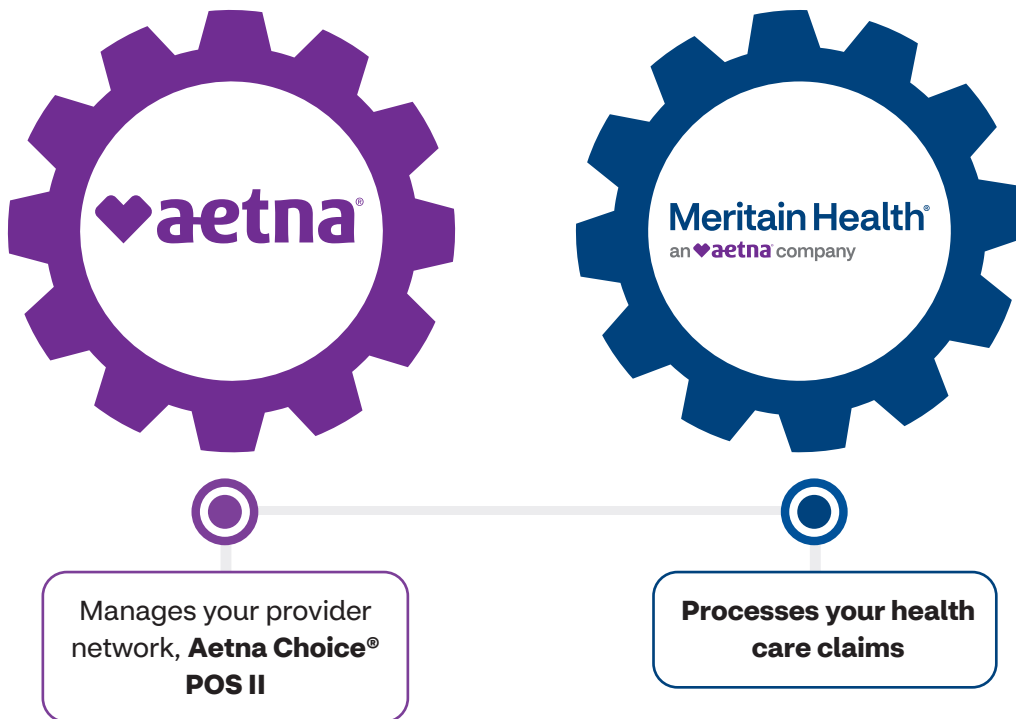 aetna®
Meritain Health®
an aetna company
Manages your provider
network, Aetna Choice®
POS II
Processes your health
care claims